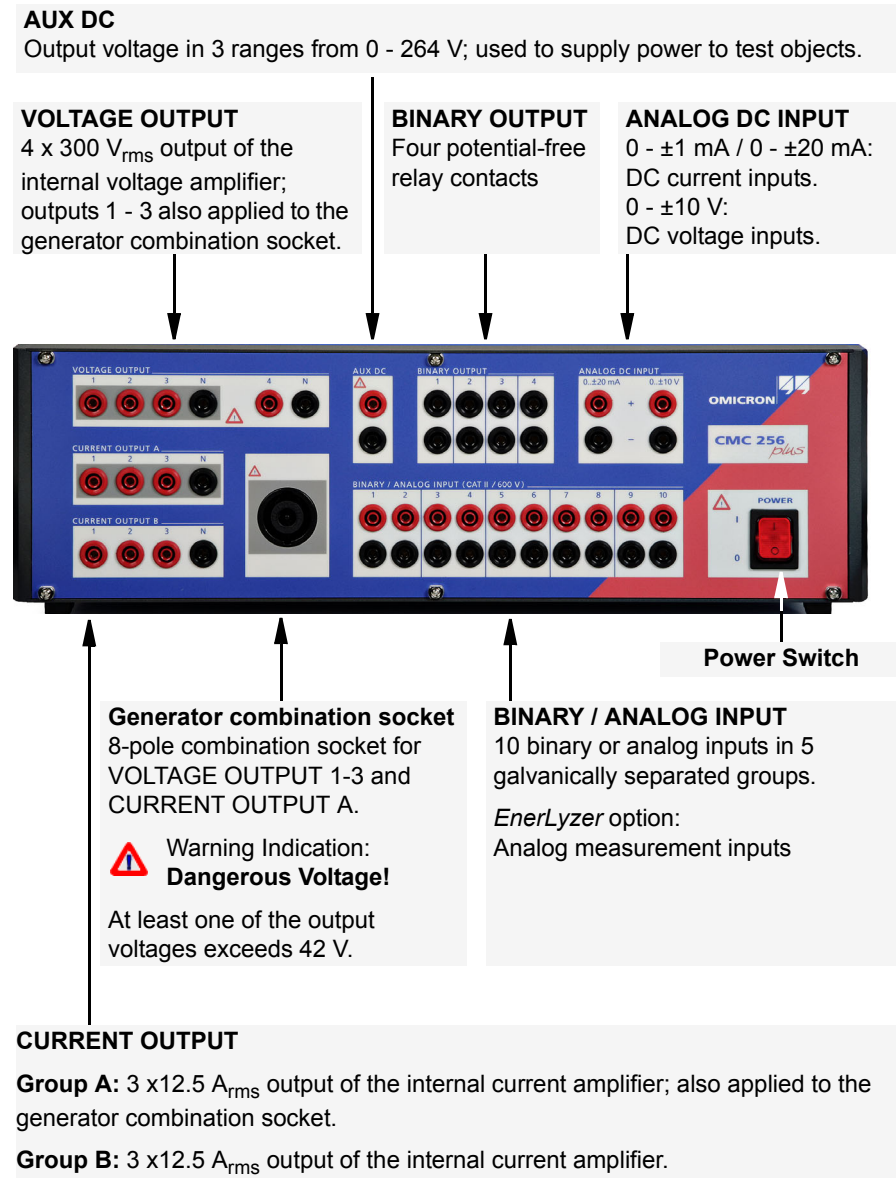 AUX DC
Output voltage in 3 ranges from 0 - 264 V; used to supply power to test objects.
VOLTAGE OUTPUT
4 x 300 Vrms output of the
internal voltage amplifier;
outputs 1 - 3 also applied to the
generator combination socket.
BINARY OUTPUT
Four potential-free
relay contacts
ANALOG DC INPUT
0 - ±1 mA / 0 - ±20 mA:
DC current inputs.
0 - ±10 V:
DC voltage inputs.
VOLTAGE OUTPUT
1 2 3 N 4 N
AUX DC
BINARY OUTPUT
1 2 3 4
ANALOG DC INPUT
0..±20 mA 0..±10 V
+
−
OMICRON
CMC 256
plus
CURRENT OUTPUT A
1 2 3 N
CURRENT OUTPUT B
1 2 3 N
BINARY / ANALOG INPUT (CAT II / 600 V)
1 2 3 4 5 6 7 8 9 10
POWER
I
0
Power Switch
Generator combination socket
8-pole combination socket for
VOLTAGE OUTPUT 1-3 and
CURRENT OUTPUT A.
Warning Indication:
Dangerous Voltage!
At least one of the output
voltages exceeds 42 V.
BINARY / ANALOG INPUT
10 binary or analog inputs in 5
galvanically separated groups.
EnerLyzer option:
Analog measurement inputs
CURRENT OUTPUT
Group A: 3 x12.5 Arms output of the internal current amplifier; also applied to the
generator combination socket.
Group B: 3 x12.5 Arms output of the internal current amplifier.